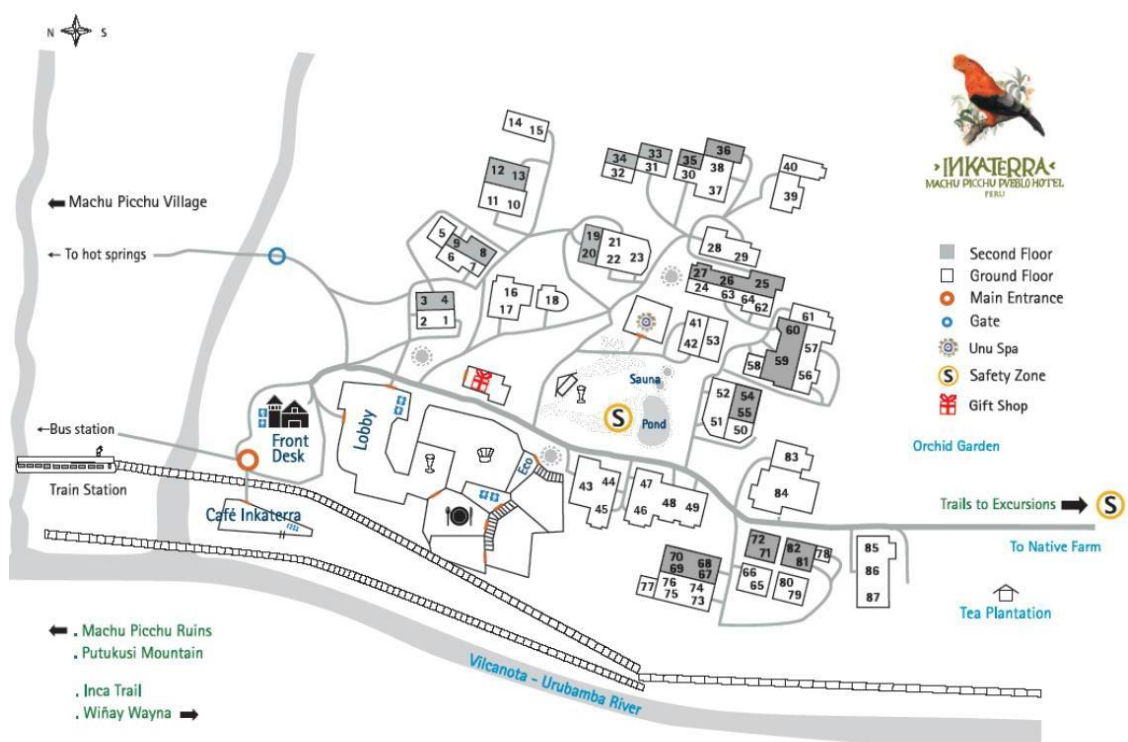 N S
14 15
12 13
11 10
34
33
32
31
35
30
36
38
37
40
39
Machu Picchu Village
To hot springs
5
9
8
6
7
3 4
2 1
19
20
21
22
23
16
17
18
28
29
27
26
25
24
63
64
62
41
42
53
61
60
59
57
58
56
Sauna
Pond
S
52
54
55
51
50
INKATERRA
MACHU PICCHU PUEBLO HOTEL
PERU
Second Floor
Ground Floor
Main Entrance
Gate
Unu Spa
S
Safety Zone
Gift Shop
Orchid Garden
Bus station
Train Station
Front
Desk
Lobby
Eco
Café Inkaterra
43
44
45
47
46
48
49
83
84
Trails to Excursions
S
To Native Farm
Tea Plantation
70
69
68
67
77
76
75
74
73
72
71
82
81
78
66
65
80
79
85
86
87
. Machu Picchu Ruins
. Putukusi Mountain
. Inca Trail
. Wiñay Wayna
Vilcanota - Urubamba River